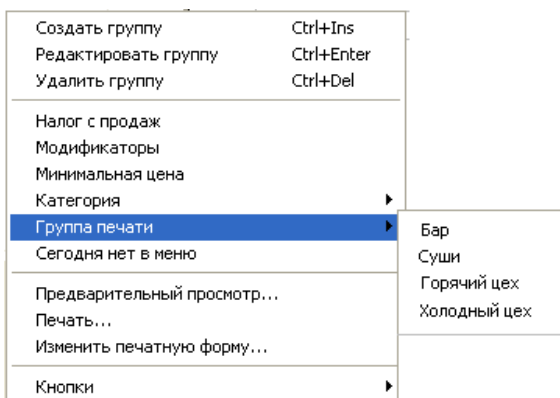 Создать группу Ctrl+Ins
Редактировать группу Ctrl+Enter
Удалить группу Ctrl+Del
Налог с продаж
Модификаторы
Минимальная цена
Категория
Группа печати
Сегодня нет в меню
Предварительный просмотр...
Печать...
Изменить печатную форму...
Кнопки
Бар
Суши
Горячий цех
Холодный цех